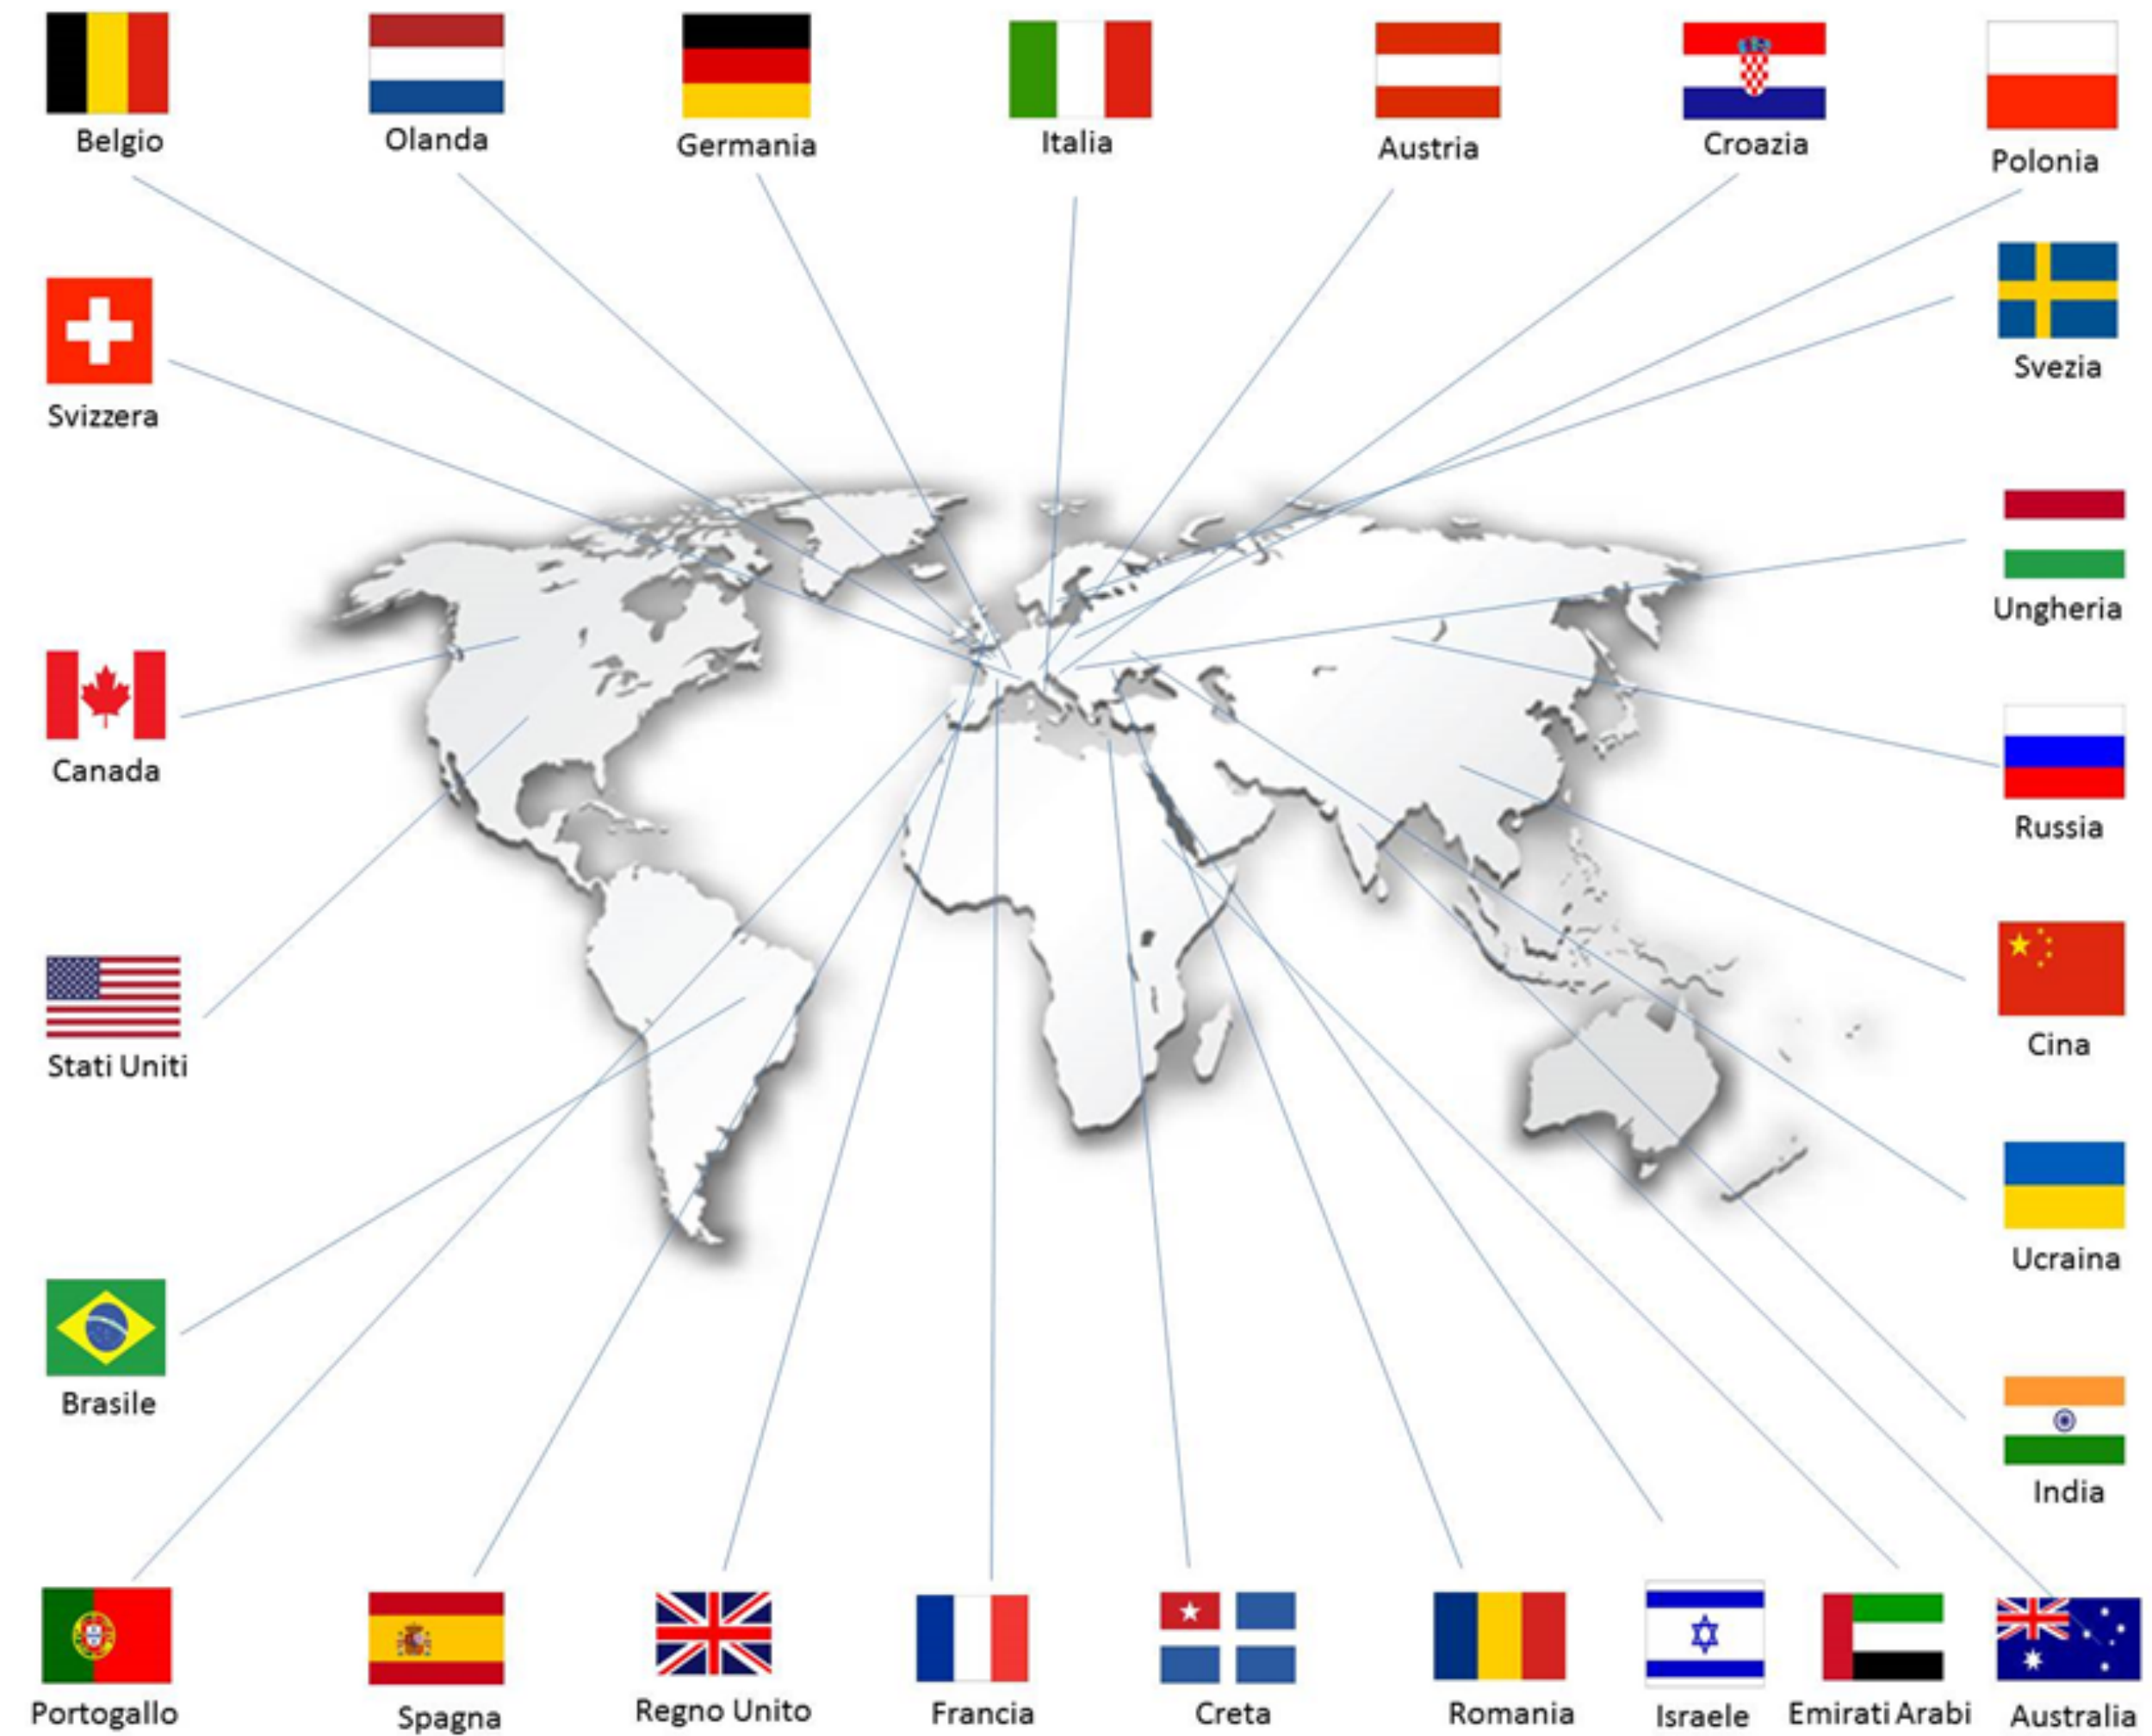 Belgio
Olanda
Germania
Italia
Austria
Croazia
Polonia
Svizzera
Svezia
Ungheria
Canada
Russia
Stati Uniti
Cina
Ucraina
Brasile
India
Portogallo
Spagna
Regno Unito
Francia
Creta
Romania
Israele
Emirati Arabi
Australia